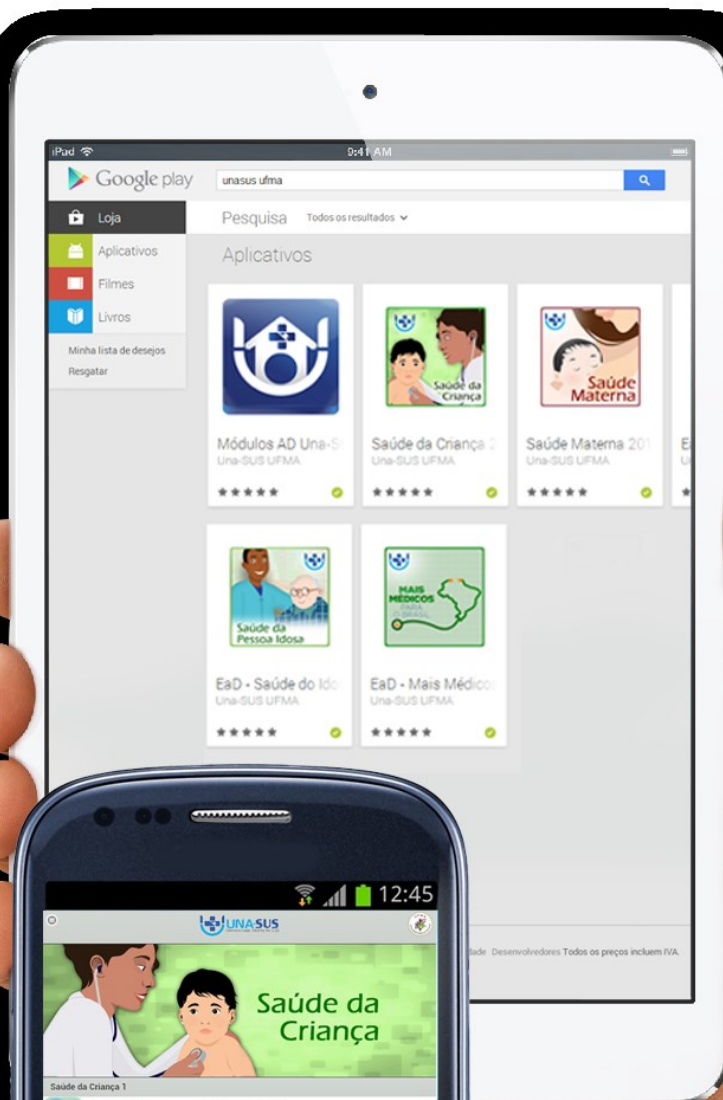 iPad
9:41 AM
Google play
unasus ufma
Loja
Pesquisa
Todos os resultados
Aplicativos
Aplicativos
Filmes
Livros
Minha lista de desejos
Resgatar
Saúde da
Criança
Saúde
Materna
Módulos AD Una-S
Saúde da Criança 2
Saúde Materna 201
Una-SUS UFMA
Una-SUS UFMA
Una-SUS UFMA
Saúde da
Pessoa Idosa
MAIS
MÉDICOS
PARA
O BRASIL
EaD - Saúde do Ido
EaD - Mais Médico
Una-SUS UFMA
Una-SUS UFMA
dade Desenvolvedores Todos os preços incluem IVA.
12:45
UNA-SUS
Saúde da
Criança
Saúde da Criança 1